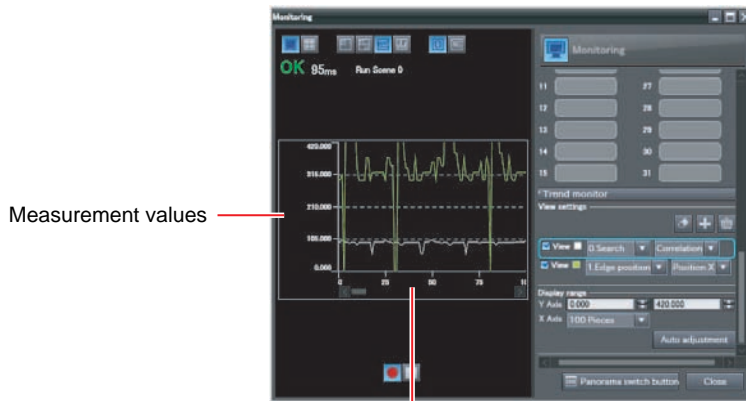 Monitoring
OK 95ms Run Scene 0
Monitoring
11 27
12 28
13 29
14 30
15 31
420.000
315.000
210.000
105.000
0.000
0 25 50 75 1(
Measurement values
Trend monitor
View settings
View 0.Search Correlation
View 1.Edge position Position X
Display range
Y Axis 0.000 420.000
X Axis 100 Pieces
Auto adjustment
Panorama switch button Close